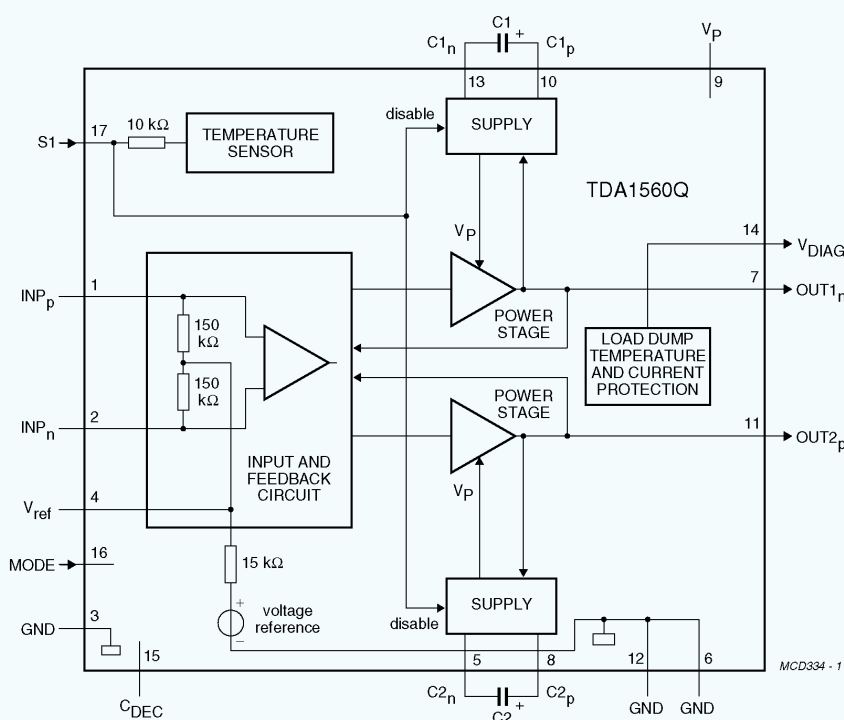 C1
+
C1n
C1p
VP
13
10
9
disable
SUPPLY
17
10 kΩ
S1
TEMPERATURE
SENSOR
TDA1560Q
VP
14
VDIAG
1
7
INPp
OUT1n
150
kΩ
POWER
STAGE
LOAD DUMP
TEMPERATURE
AND CURRENT
PROTECTION
150
kΩ
POWER
STAGE
2
11
INPn
OUT2p
INPUT AND
FEEDBACK
CIRCUIT
VP
4
Vref
16
15 kΩ
MODE
SUPPLY
+
voltage
reference
−
disable
3
GND
15
5
8
12
6
MCD334 - 1
C2n
C2p
+
C2
CDEC
GND
GND